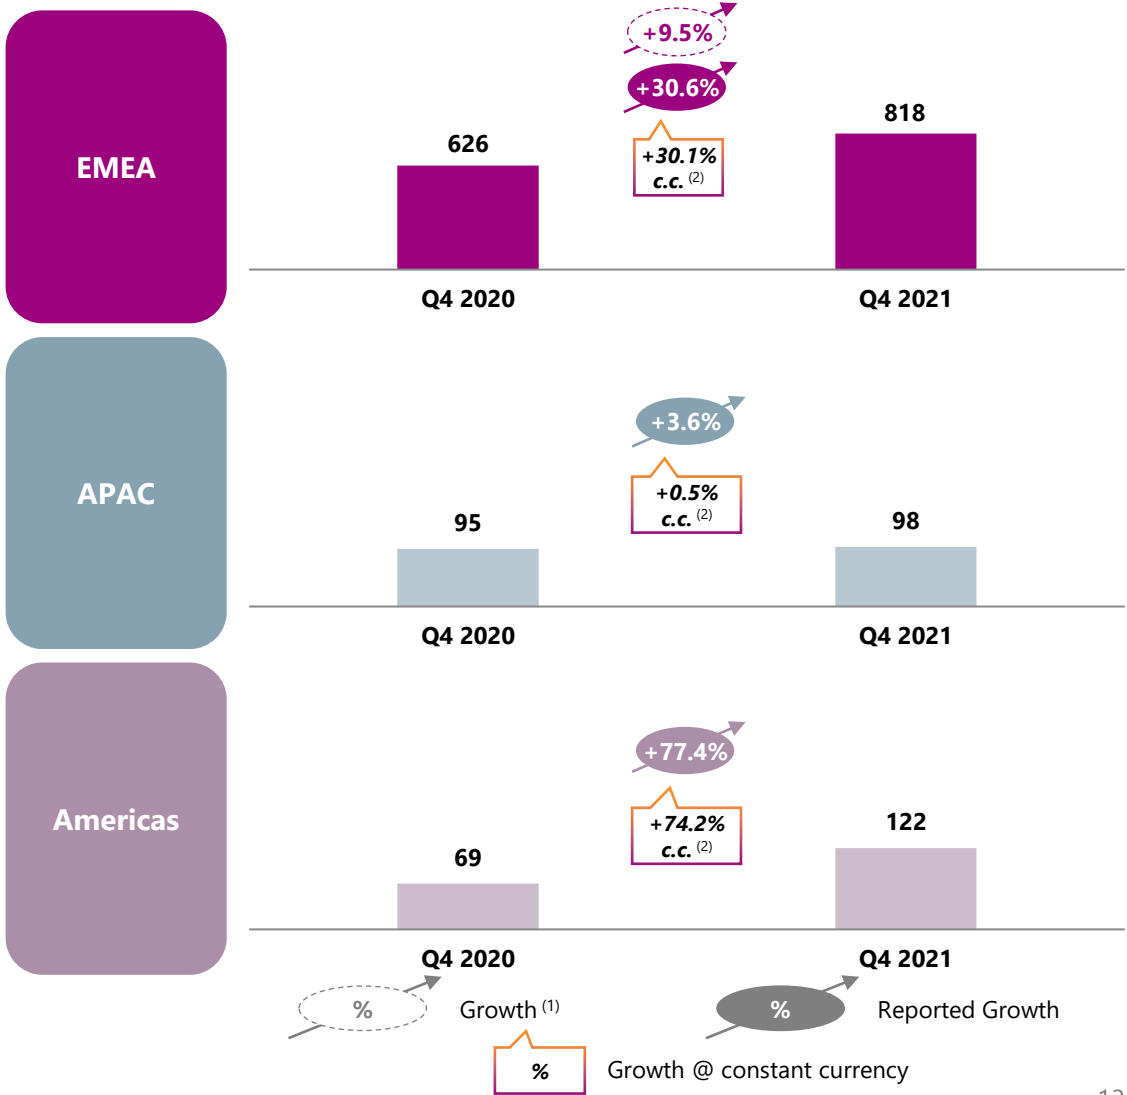 +9.5%
+30.6%
EMEA
626
818
+30.1%
c.c. (2)
Q4 2020
Q4 2021
+3.6%
APAC
95
98
+0.5%
c.c. (2)
Q4 2020
Q4 2021
+77.4%
Americas
69
122
+74.2%
c.c. (2)
Q4 2020
Q4 2021
% Growth (1)
% Reported Growth
% Growth @ constant currency